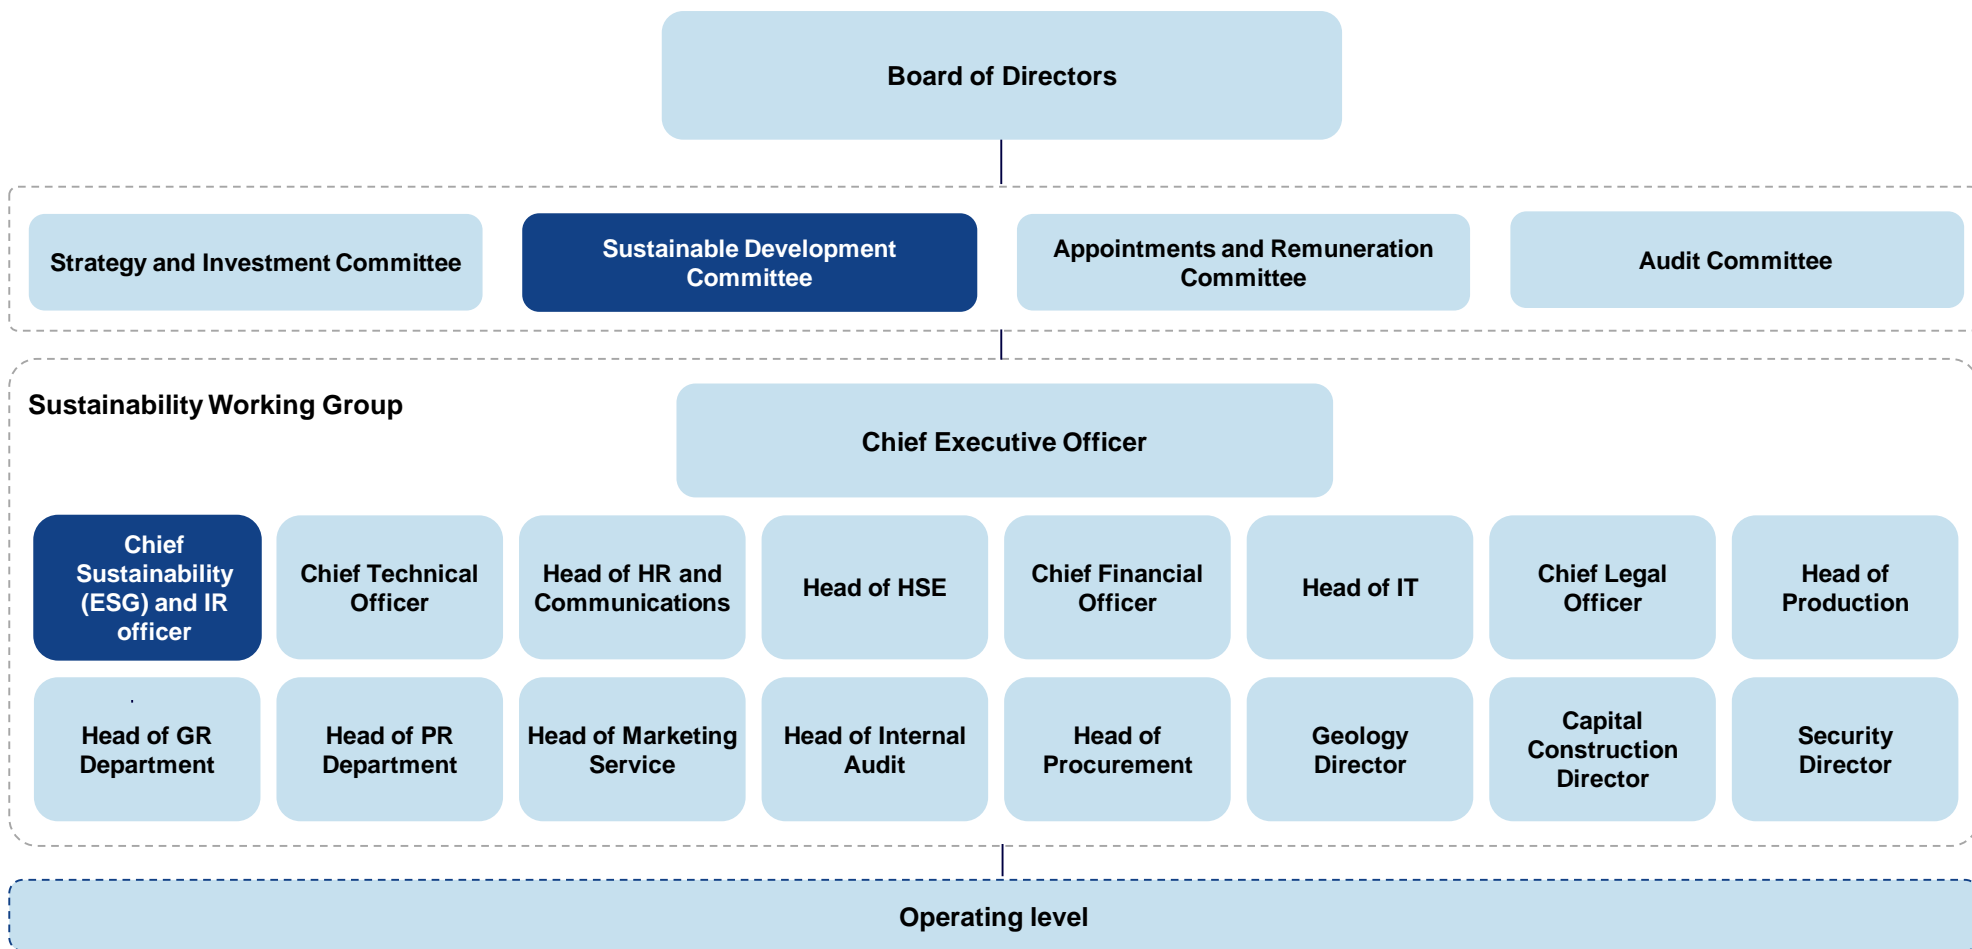 Board of Directors
Strategy and Investment Committee
Sustainable Development
Committee
Appointments and Remuneration
Committee
Audit Committee
Sustainability Working Group
Chief Executive Officer
Chief
Sustainability
(ESG) and IR
officer
Chief Technical
Officer
Head of HR and
Communications
Head of HSE
Chief Financial
Officer
Head of IT
Chief Legal
Officer
Head of
Production
Head of GR
Department
Head of PR
Department
Head of Marketing
Service
Head of Internal
Audit
Head of
Procurement
Geology
Director
Capital
Construction
Director
Security
Director
Operating level